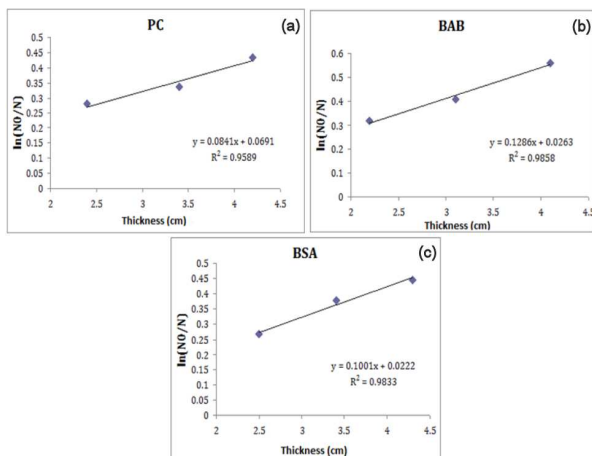 PC
(a)
ln(N0/N)
0.5
0.45
0.4
0.35
0.3
0.25
0.2
0.15
0.1
0.05
0
y = 0.0841x + 0.0691
R² = 0.9589
2 2.5 3 3.5 4 4.5
Thickness (cm)
BAB
(b)
ln(N0/N)
0.6
0.5
0.4
0.3
0.2
0.1
0
y = 0.1286x + 0.0263
R² = 0.9858
2 2.5 3 3.5 4 4.5
Thickness (cm)
BSA
(c)
ln(N0/N)
0.5
0.45
0.4
0.35
0.3
0.25
0.2
0.15
0.1
0.05
0
y = 0.1001x + 0.0222
R² = 0.9833
2 2.5 3 3.5 4 4.5
Thickness (cm)